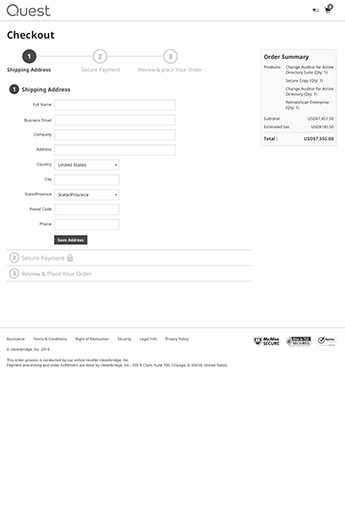 Quest
Checkout
1
2
3
Shipping Address
Secure Payment
Review & place Your Order
1 Shipping Address
Full Name
Business Email
Company
Address
Country
United States
City
State/Province
State/Province
Postal Code
Phone
Save Address
2 Secure Payment
3 Review & Place Your Order
Order Summary
Products:
Change Auditor for Active
Directory Suite (Qty: 1)
Secure Copy (Qty: 1)
Change Auditor for Active
Directory (Qty: 1)
RemoteScan Enterprise
(Qty: 1)
Subtotal:
Estimated tax:
Total :
USD$7,555.00
Assistance
Terms & Conditions
Right of Revocation
Security
Legal Info
Privacy Policy
© cleverbridge, Inc. 2018
This order process is conducted by our online reseller cleverbridge, Inc.
Payment processing and order fulfillment are done by cleverbridge, Inc., 350 N Clark, Suite 700, Chicago, IL 60654, United States.
McAfee
SECURE
SECURED
Norton